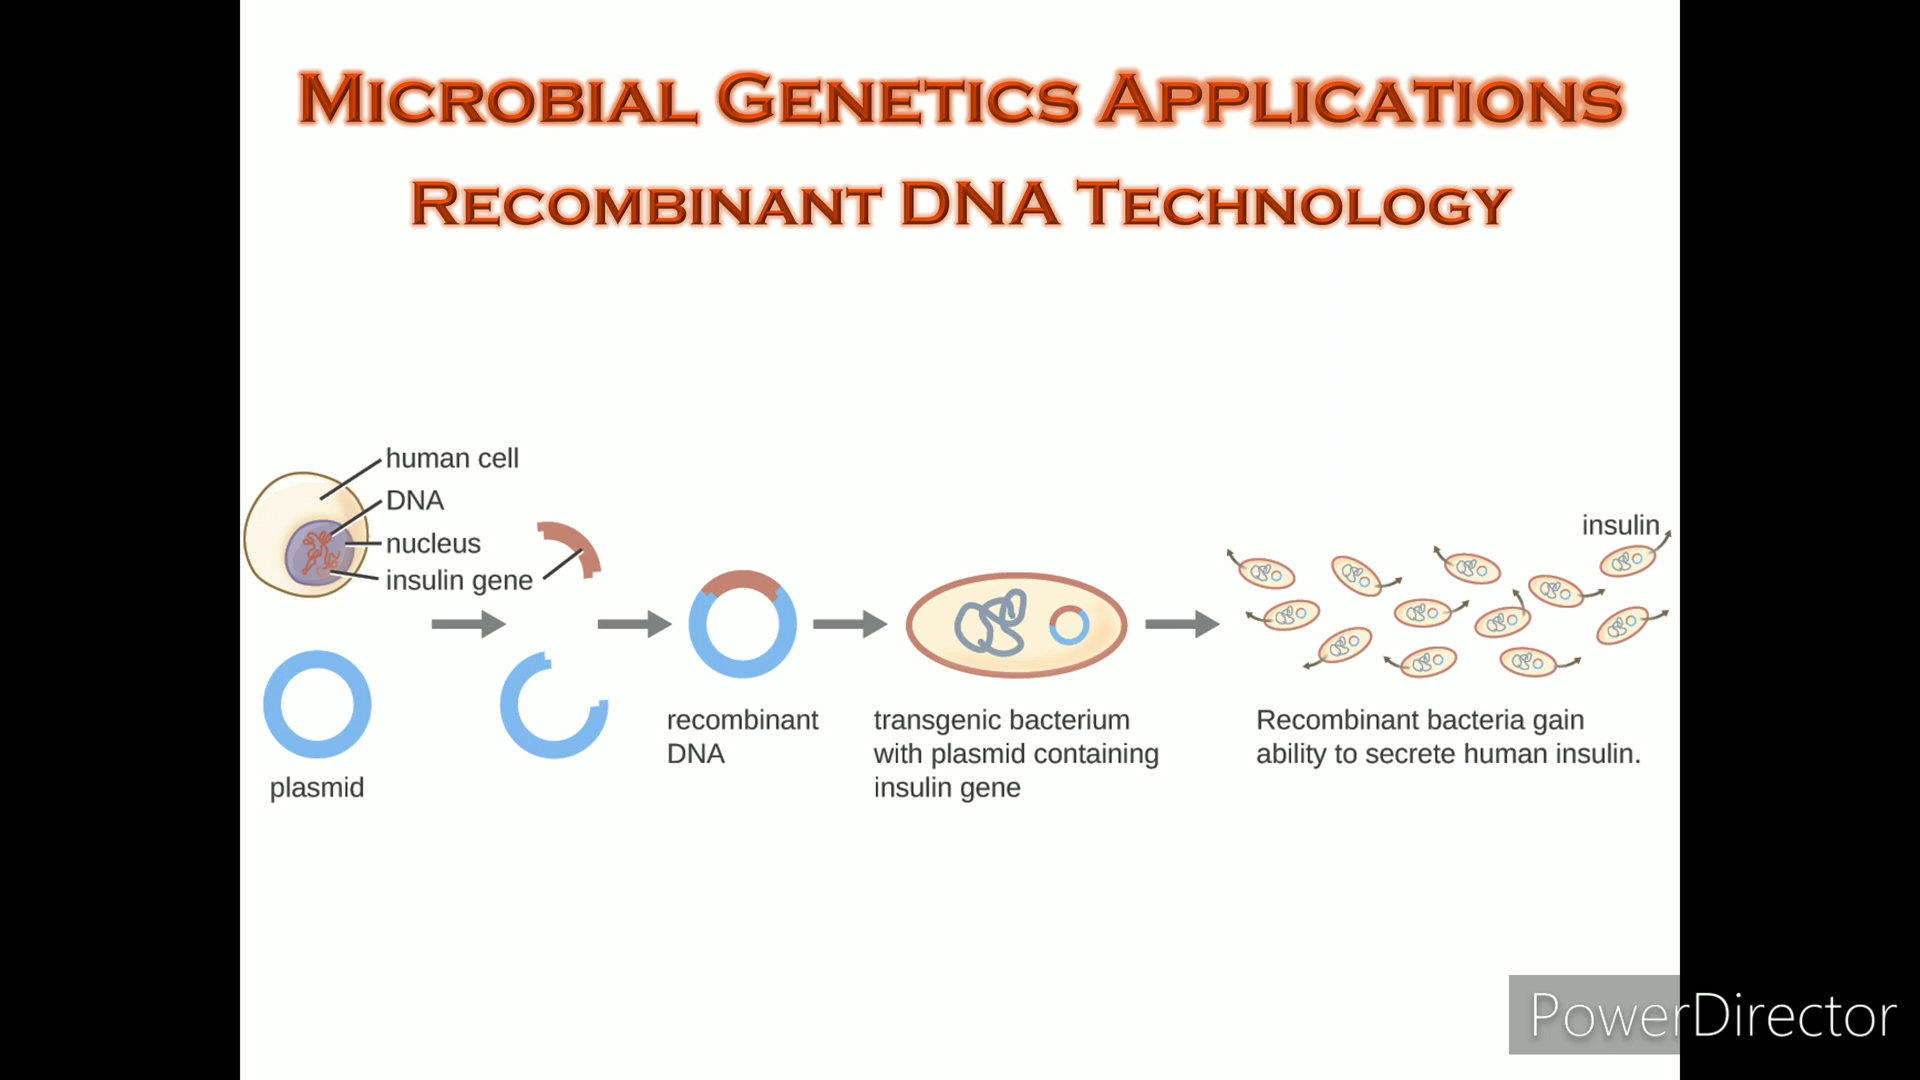 MICROBIAL GENETICS APPLICATIONS
RECOMBINANT DNA TECHNOLOGY
human cell
DNA
nucleus
insulin gene
plasmid
recombinant
DNA
transgenic bacterium
with plasmid containing
insulin gene
insulin
Recombinant bacteria gain
ability to secrete human insulin.
PowerDirector